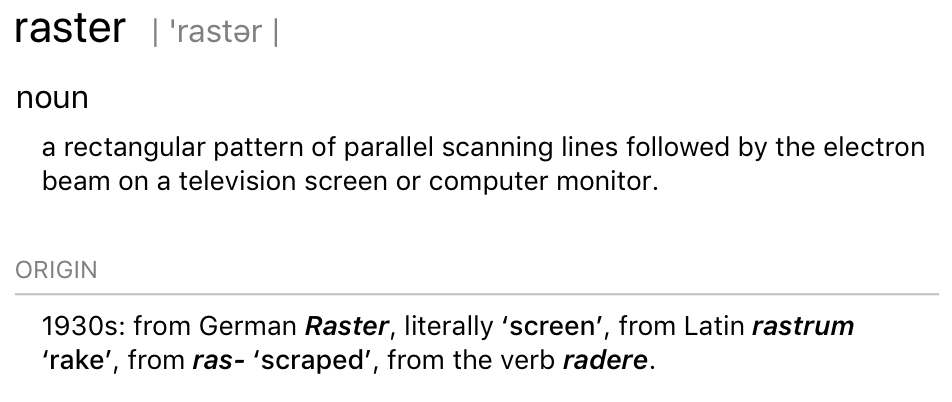 raster | ˈrastər |
noun
a rectangular pattern of parallel scanning lines followed by the electron
beam on a television screen or computer monitor.
ORIGIN
1930s: from German Raster, literally ‘screen’, from Latin rastrum
‘rake’, from ras- ‘scraped’, from the verb radere.